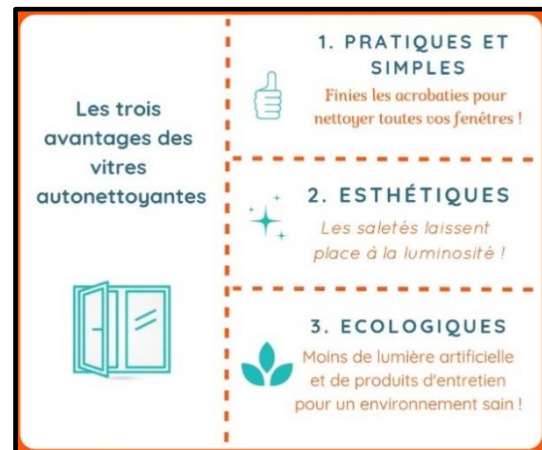 Les trois
avantages des
vitres
autonettoyantes
1. PRATIQUES ET
SIMPLES
Finies les acrobaties pour
nettoyer toutes vos fenêtres !
2. ESTHÉTIQUES
Les saletés laissent
place à la luminosité !
3. ECOLOGIQUES
Moins de lumière artificielle
et de produits d'entretien
pour un environnement sain !